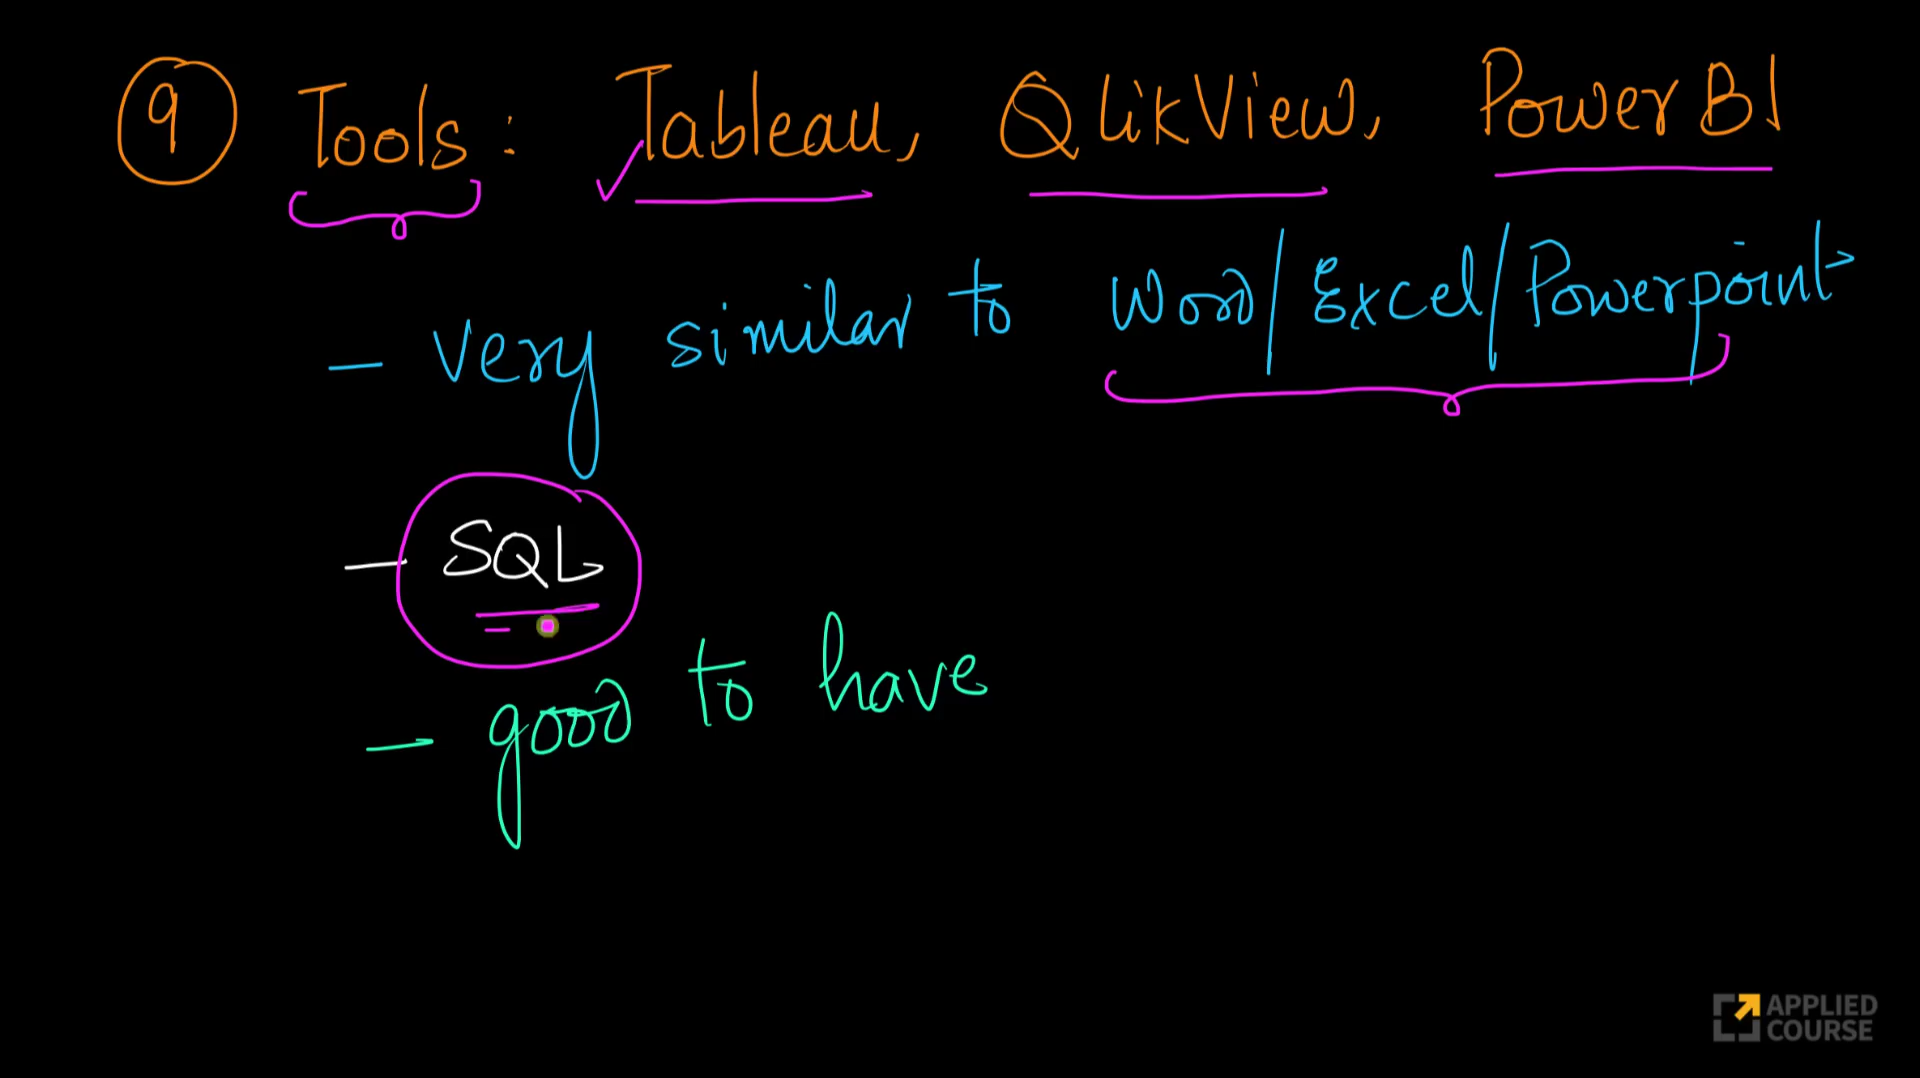 9 Tools: Tableau, QlikView, PowerBI
- Very similar to Word/Excel/Powerpoint
- SQL
- good to have
APPLIED
COURSE